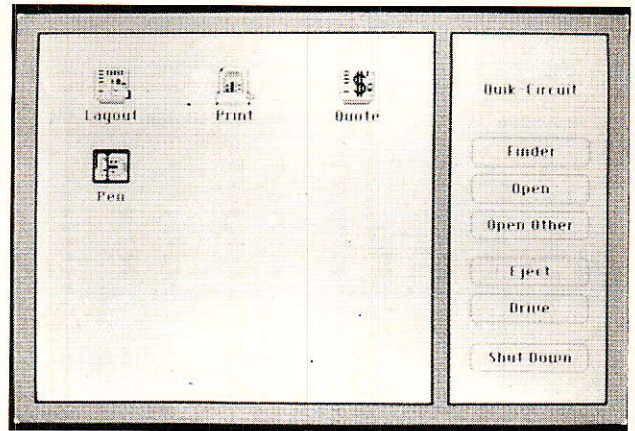 Layout Print Quote
Pen
Quik-Circuit
Finder
Open
Open Other
Eject
Drive
Shut Down